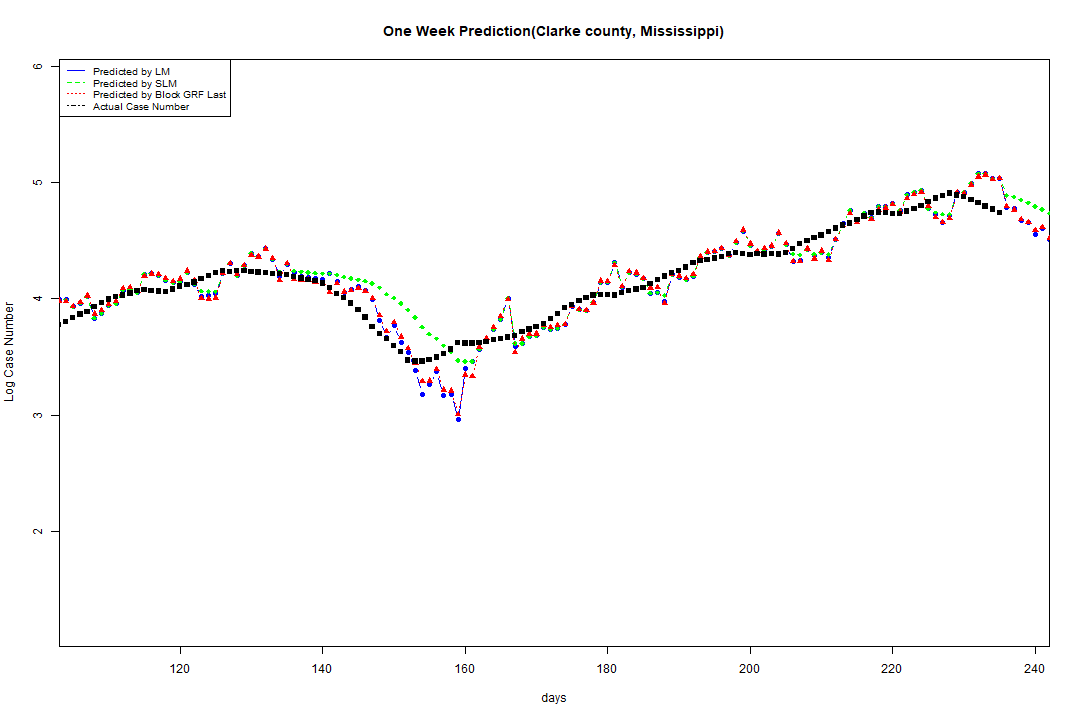 One Week Prediction(Clarke county, Mississippi)
Predicted by LM
Predicted by SLM
Predicted by Block GRF Last
Actual Case Number
6
5
4
3
2
Log Case Number
120 140 160 180 200 220 240
days